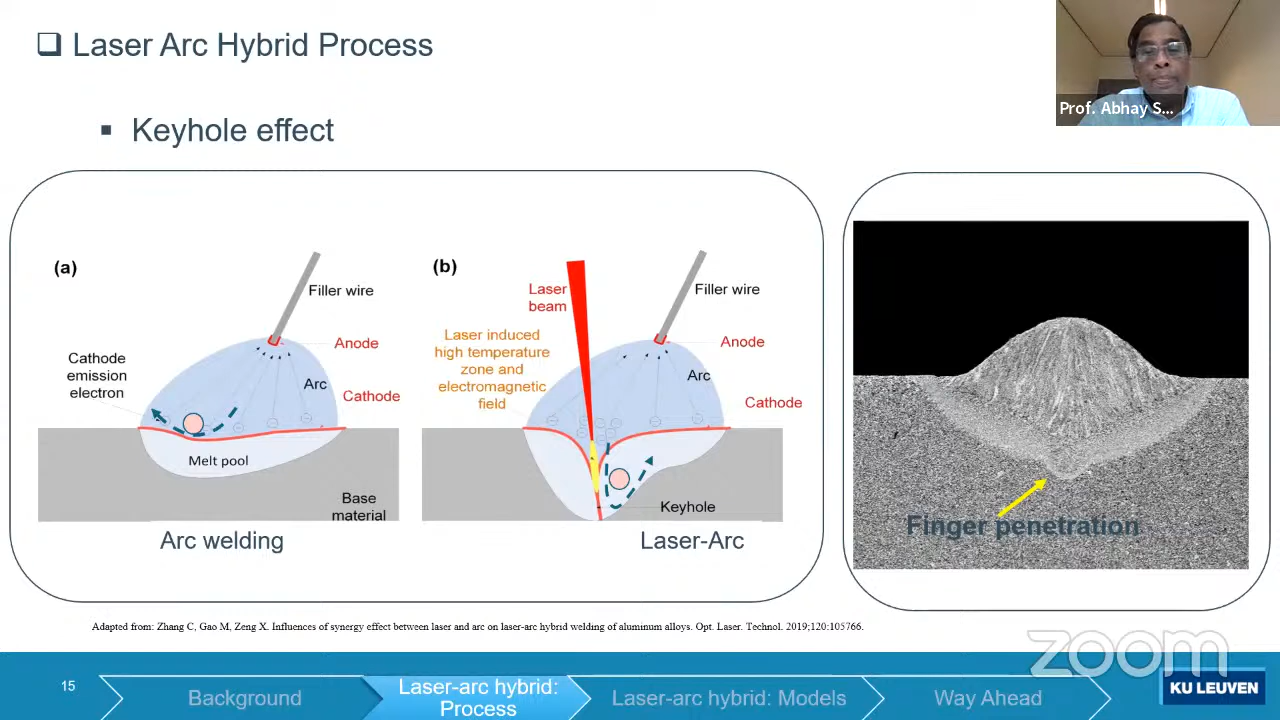 Laser Arc Hybrid Process
Prof. Abhay S...
Keyhole effect
(a)
Filler wire
Anode
Cathode
emission
electron
Arc
Cathode
Melt pool
Base
material
Arc welding
(b)
Laser
beam
Filler wire
Laser induced
high temperature
zone and
electromagnetic
field
Anode
Arc
Cathode
Keyhole
Laser-Arc
Finger penetration
Adapted from: Zhang C, Gao M, Zeng X. Influences of synergy effect between laser and arc on laser-arc hybrid welding of aluminum alloys. Opt. Laser. Technol. 2019;120:105766.
zoom
15
Background
Laser-arc hybrid:
Process
Laser-arc hybrid: Models
Way Ahead
KU LEUVEN